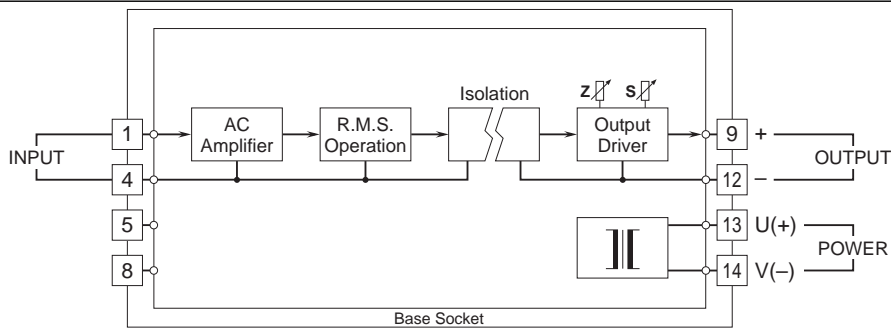 Isolation
Z S
INPUT
1
AC
Amplifier
R.M.S.
Operation
Output
Driver
9 +
OUTPUT
4
12 –
5
13 U(+)
POWER
8
14 V(–)
Base Socket